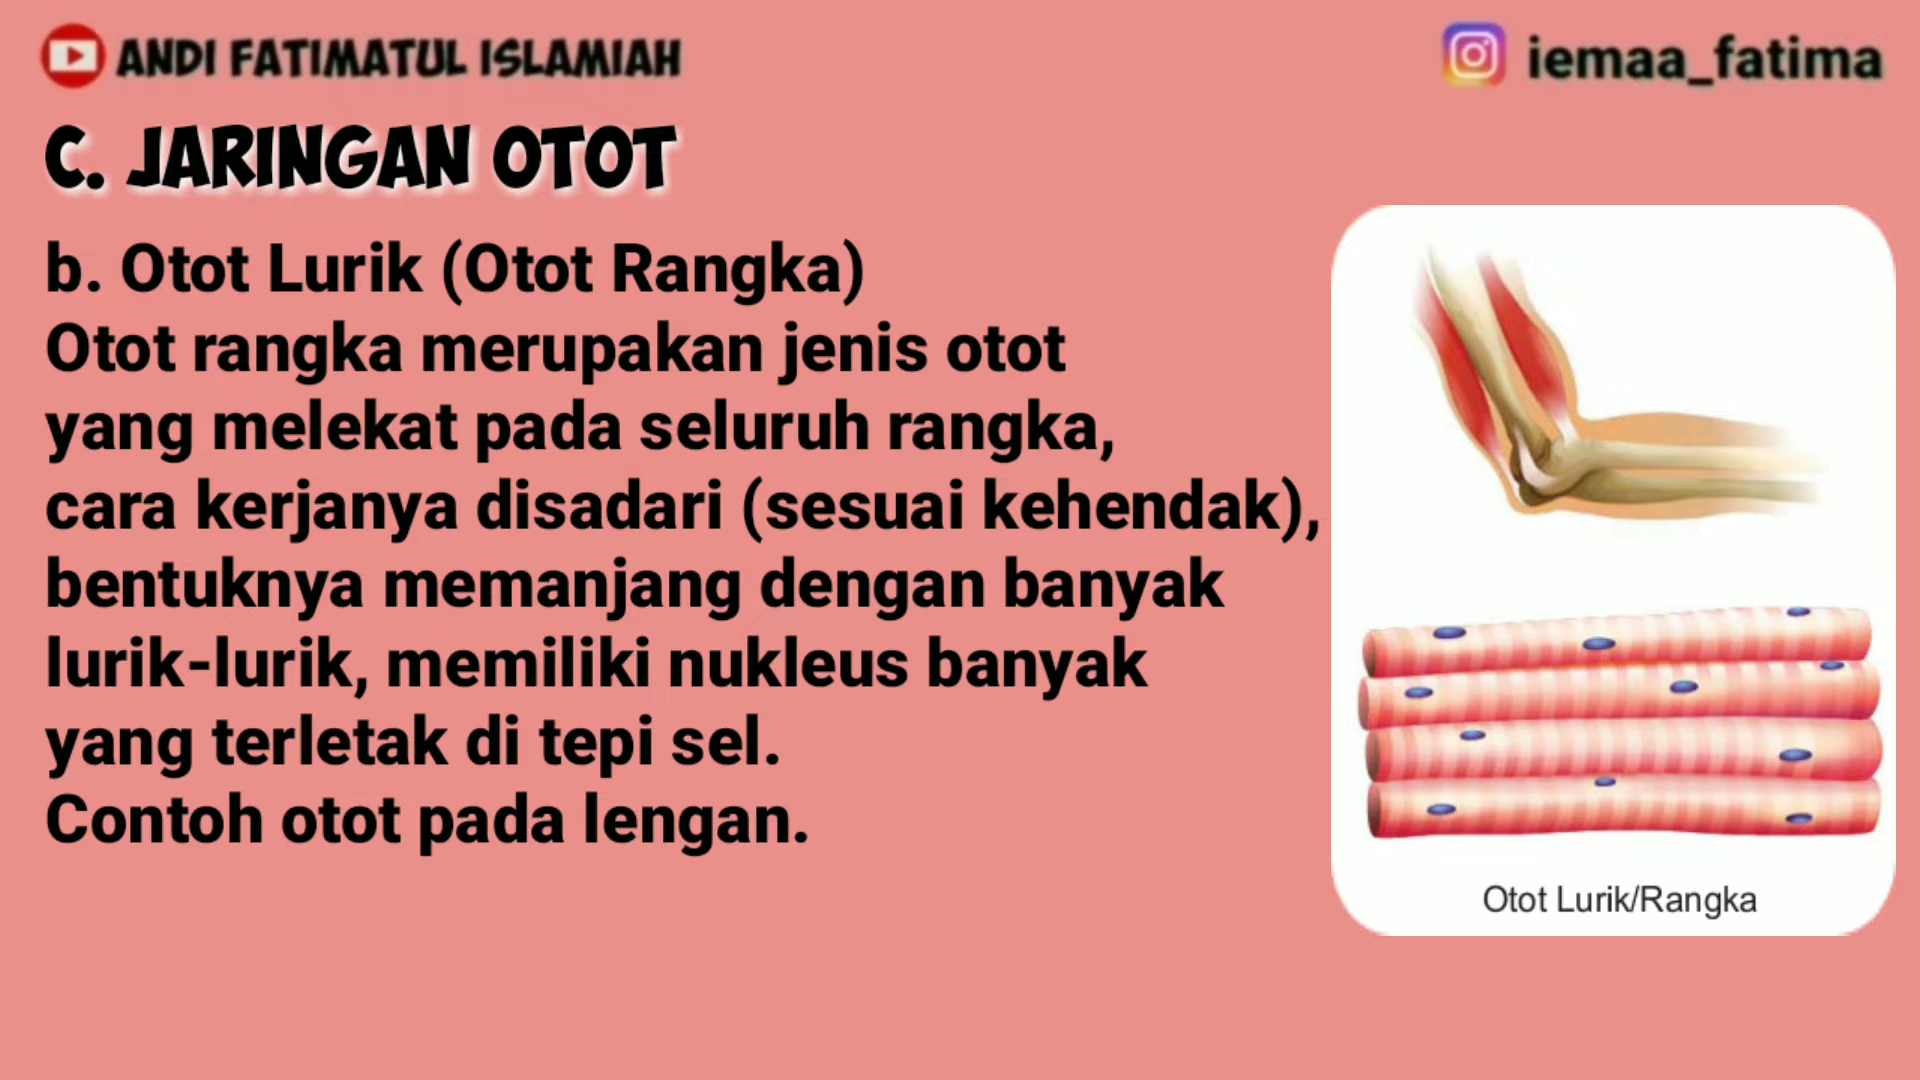 ANDI FATIMATUL ISLAMIAH
iemaa_fatima
C. JARINGAN OTOT
b. Otot Lurik (Otot Rangka)
Otot rangka merupakan jenis otot
yang melekat pada seluruh rangka,
cara kerjanya disadari (sesuai kehendak),
bentuknya memanjang dengan banyak
lurik-lurik, memiliki nukleus banyak
yang terletak di tepi sel.
Contoh otot pada lengan.
Otot Lurik/Rangka